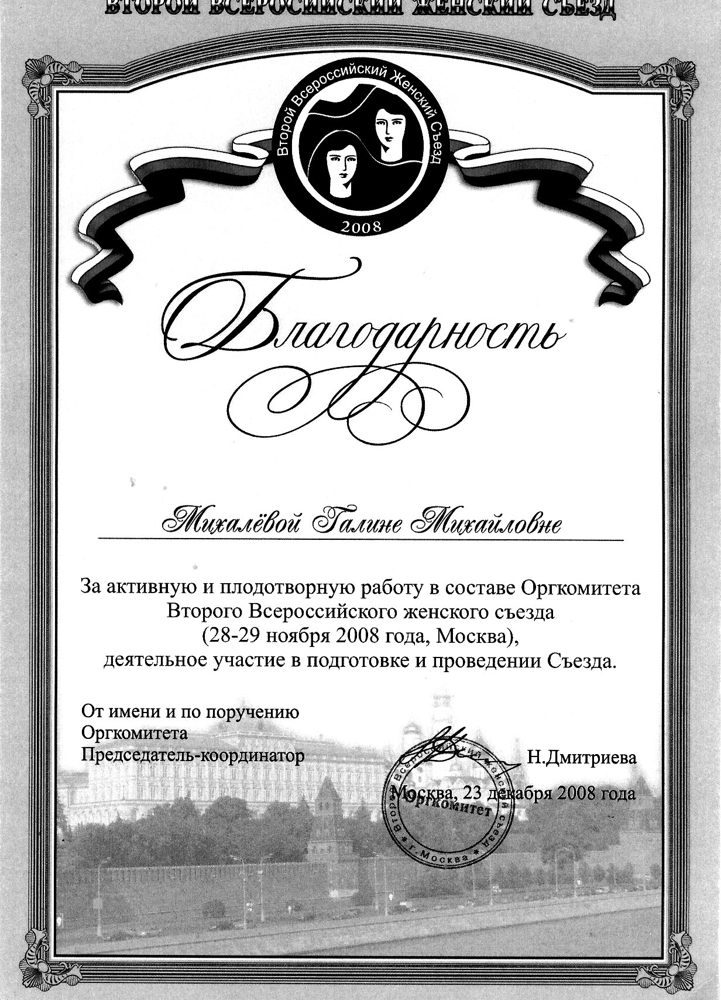 ВТОРОЙ ВСЕРОССИЙСКИЙ ЖЕНСКИЙ СЪЕЗД
Второй Всероссийский Женский Съезд
2008
Благодарность
Михалёвой Галине Михайловне
За активную и плодотворную работу в составе Оргкомитета
Второго Всероссийского женского съезда
(28-29 ноября 2008 года, Москва),
деятельное участие в подготовке и проведении Съезда.
От имени и по поручению
Оргкомитета
Председатель-координатор
Н.Дмитриева
Москва, 23 декабря 2008 года
Второй Всероссийский женский съезд
Оргкомитет
г.Москва